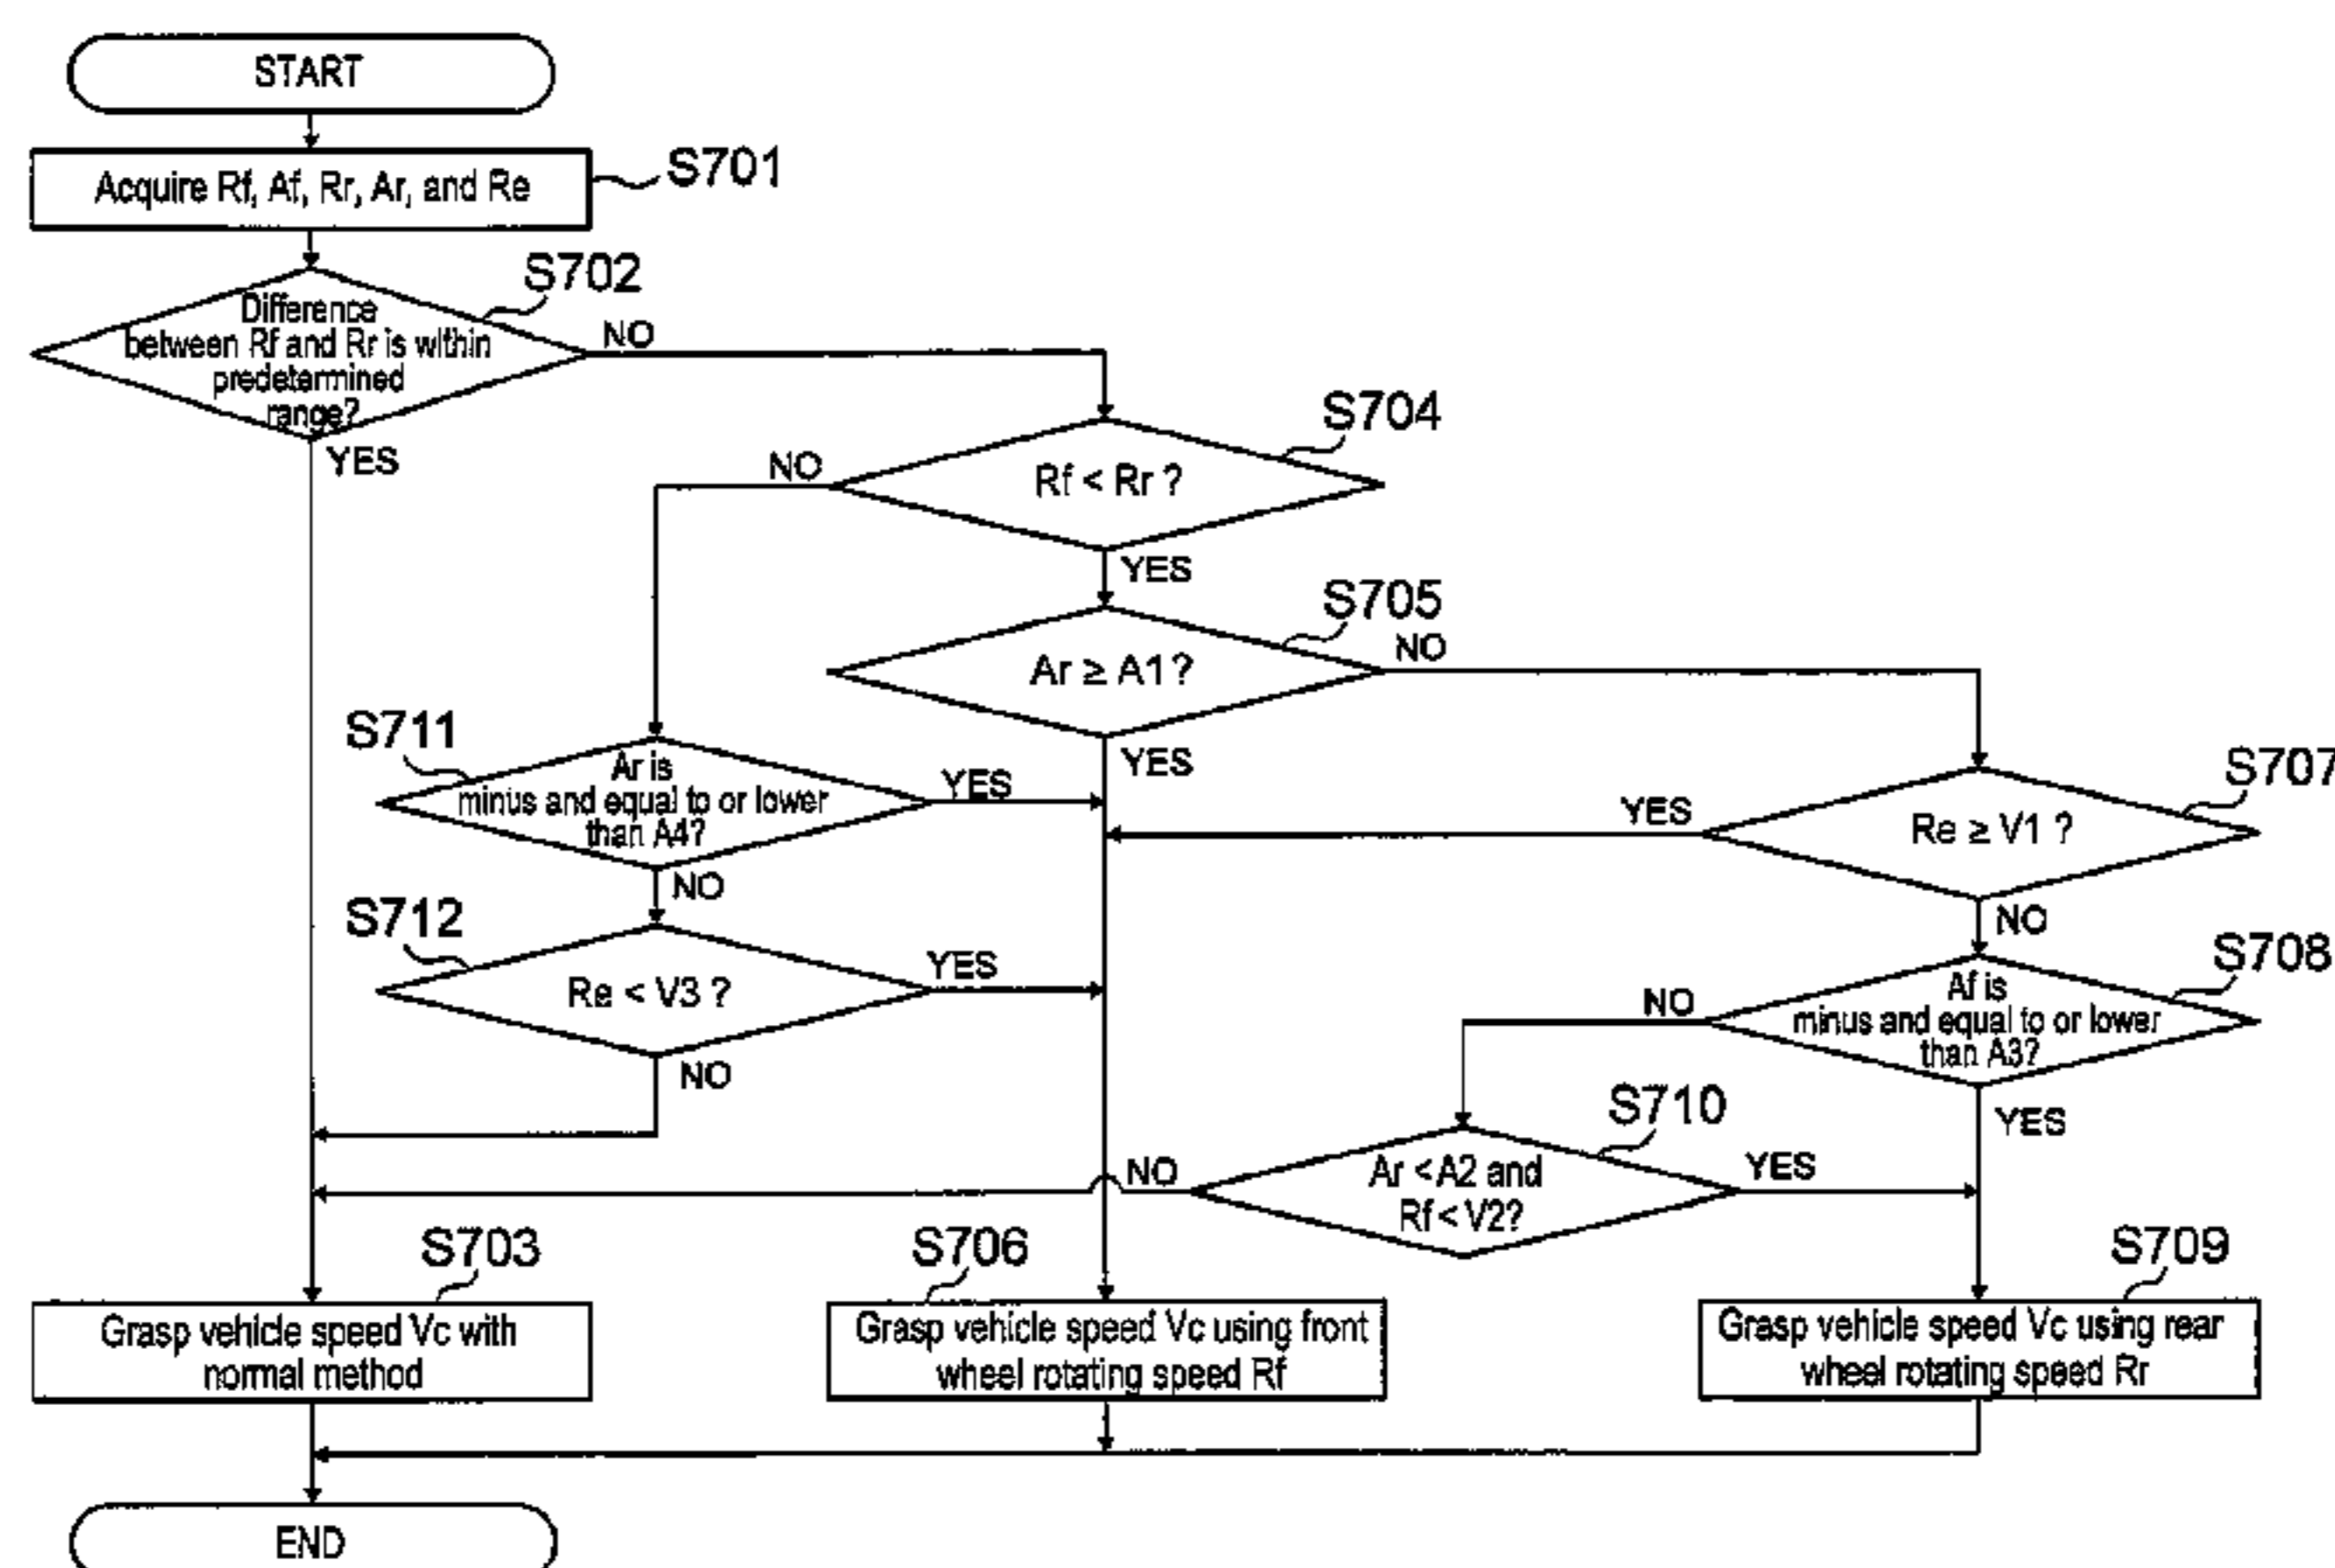 START
Acquire Rf, Af, Rr, Ar, and Re
S701
S702
Difference
between Rf and Rr is within
predetermined
range?
NO
YES
S704
Rf < Rr ?
NO
YES
S705
Ar ≥ A1 ?
NO
YES
S711
Ar is
minus and equal to or lower
than A4?
YES
NO
S707
Re ≥ V1 ?
YES
NO
S712
Re < V3 ?
YES
NO
S708
Af is
minus and equal to or lower
than A3?
NO
YES
S710
Ar < A2 and
Rf < V2?
NO
YES
S703
Grasp vehicle speed Vc with
normal method
S706
Grasp vehicle speed Vc using front
wheel rotating speed Rf
S709
Grasp vehicle speed Vc using rear
wheel rotating speed Rr
END